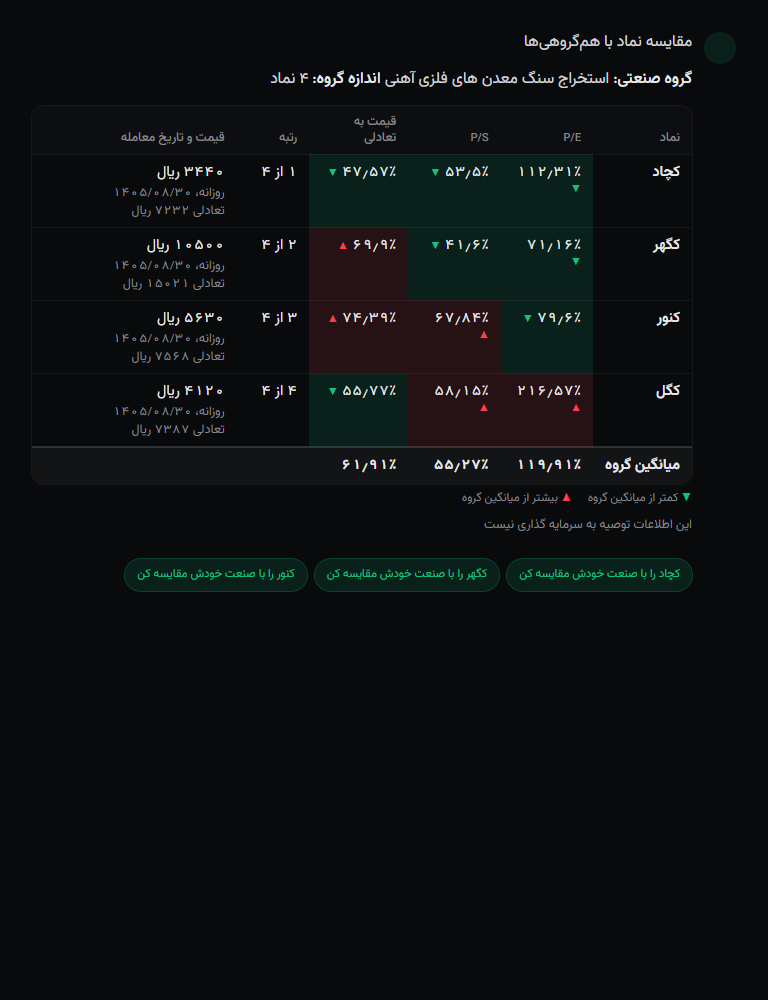 مقایسه نماد با هم‌گروهی‌ها
گروه صنعتی: استخراج سنگ معدن های فلزی آهنی اندازه گروه: ۴ نماد
نماد P/E P/S قیمت به تعادلی رتبه قیمت و تاریخ معامله
کچاد ۱۱۲٫۳۱٪ ▼ ۵۳٫۵٪ ▼ ۴۷٫۵۷٪ ▼ ۱ از ۴ ۳۴۴۰ ریال
روزانه، ۱۴۰۵/۰۸/۳۰
تعادلی ۷۲۳۲ ریال
کگهر ۷۱٫۱۶٪ ▼ ۴۱٫۶٪ ▼ ۶۹٫۹٪ ▲ ۲ از ۴ ۱۰۵۰۰ ریال
روزانه، ۱۴۰۵/۰۸/۳۰
تعادلی ۱۵۰۲۱ ریال
کنور ۷۹٫۶٪ ▼ ۶۷٫۸۴٪ ▲ ۷۴٫۳۹٪ ▲ ۳ از ۴ ۵۶۳۰ ریال
روزانه، ۱۴۰۵/۰۸/۳۰
تعادلی ۷۵۶۸ ریال
کگل ۲۱۶٫۵۷٪ ▲ ۵۸٫۱۵٪ ▲ ۵۵٫۷۷٪ ▼ ۴ از ۴ ۴۱۲۰ ریال
روزانه، ۱۴۰۵/۰۸/۳۰
تعادلی ۷۳۸۷ ریال
میانگین گروه ۱۱۹٫۹۱٪ ۵۵٫۲۷٪ ۶۱٫۹۱٪
▼ کمتر از میانگین گروه ▲ بیشتر از میانگین گروه
این اطلاعات توصیه به سرمایه گذاری نیست
کچاد را با صنعت خودش مقایسه کن
کگهر را با صنعت خودش مقایسه کن
کنور را با صنعت خودش مقایسه کن